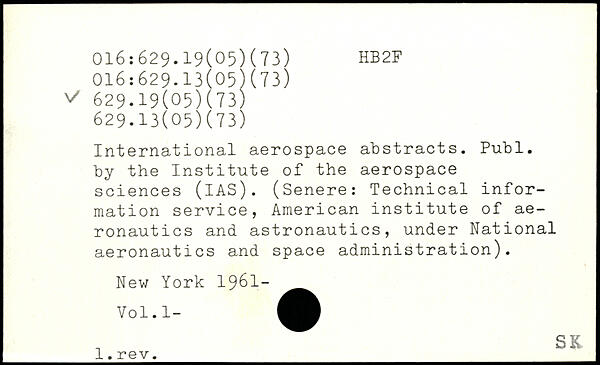 016:629.19(05)(73) HB2F
016:629.13(05)(73)
✓ 629.19(05)(73)
629.13(05)(73)
International aerospace abstracts. Publ.
by the Institute of the aerospace
sciences (IAS). (Senere: Technical infor-
mation service, American institute of ae-
ronautics and astronautics, under National
aeronautics and space administration).
New York 1961-
Vol.1-
1.rev.
SK